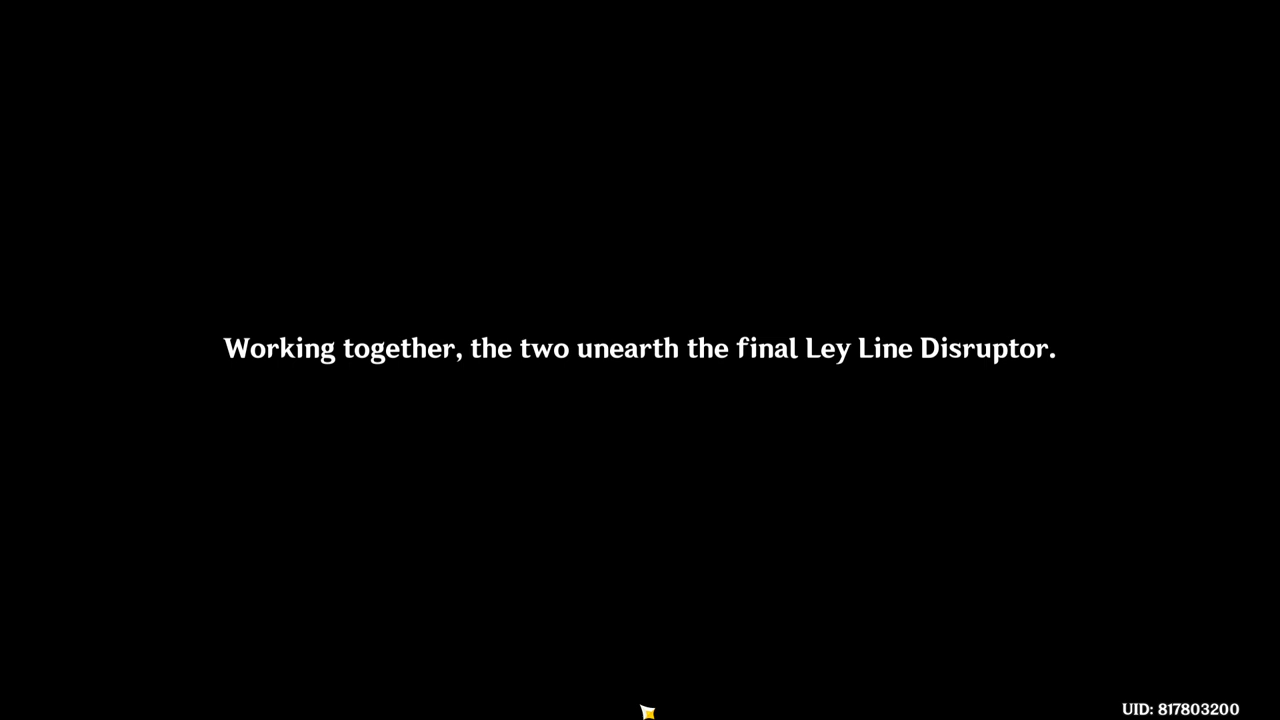 Working together, the two unearth the final Ley Line Disruptor.
UID: 817803200